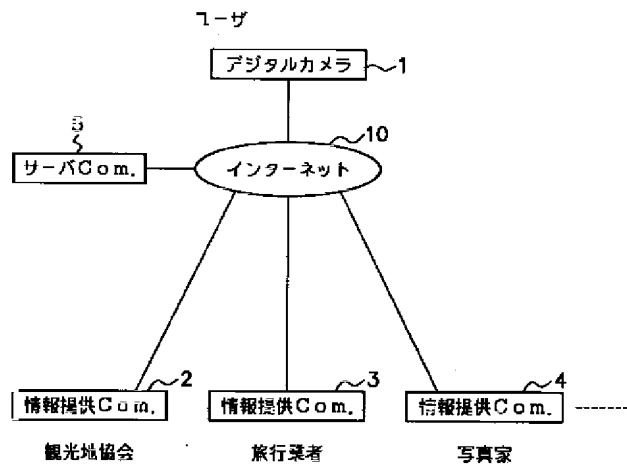 ユーザ
アジタルカメラ 1
10
5
サーバCom.
インターネット
2 3 4
情報提供Com. 情報提供Com. 情報提供Com.
観光地協会 旅行業者 写真家